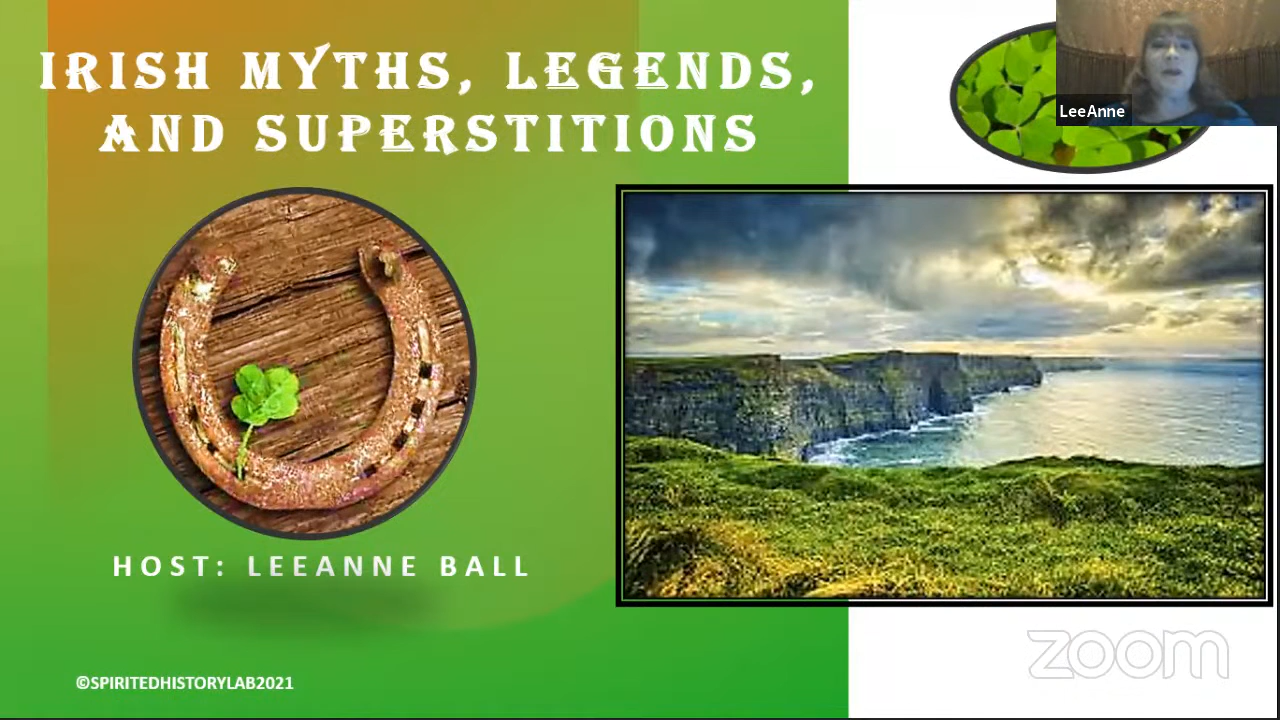 IRISH MYTHS, LEGENDS,
AND SUPERSTITIONS
LeeAnne
HOST: LEEANNE BALL
©SPIRITEDHISTORYLAB2021
zoom